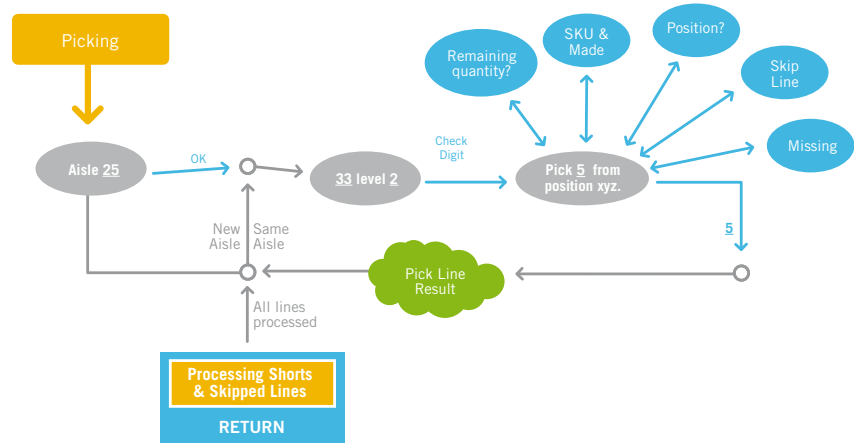 Picking
Remaining
quantity?
SKU &
Made
Position?
Skip
Line
Missing
Aisle 25
OK
33 level 2
Check
Digit
Pick 5 from
position xyz.
New
Aisle
Same
Aisle
5
Pick Line
Result
All lines
processed
Processing Shorts
& Skipped Lines
RETURN